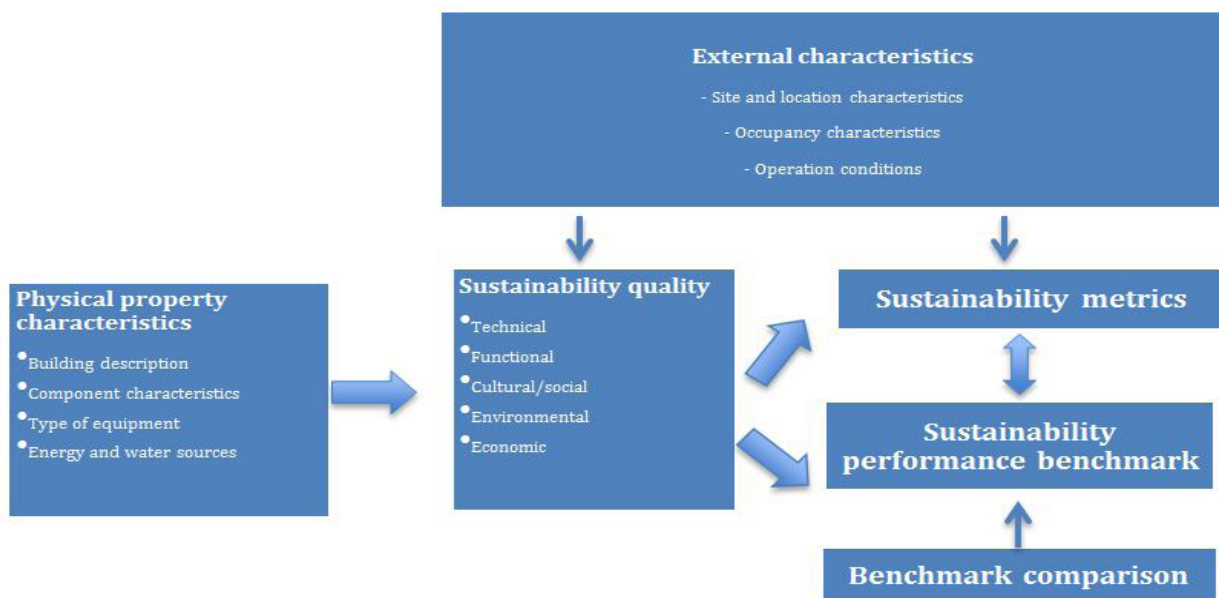 External characteristics
- Site and location characteristics
- Occupancy characteristics
- Operation conditions
Physical property
characteristics
•Building description
•Component characteristics
•Type of equipment
•Energy and water sources
Sustainability quality
•Technical
•Functional
•Cultural/social
•Environmental
•Economic
Sustainability metrics
Sustainability
performance benchmark
Benchmark comparison